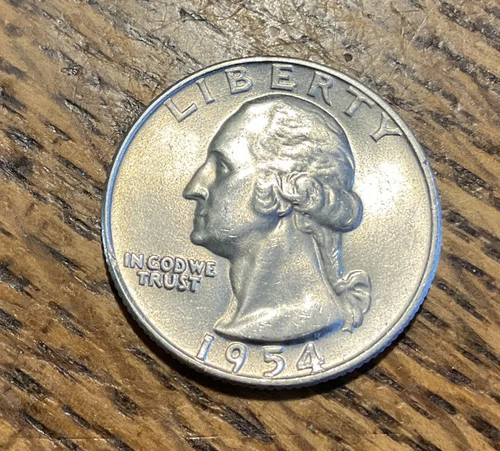 LIBERTY
IN GOD WE
TRUST
1954